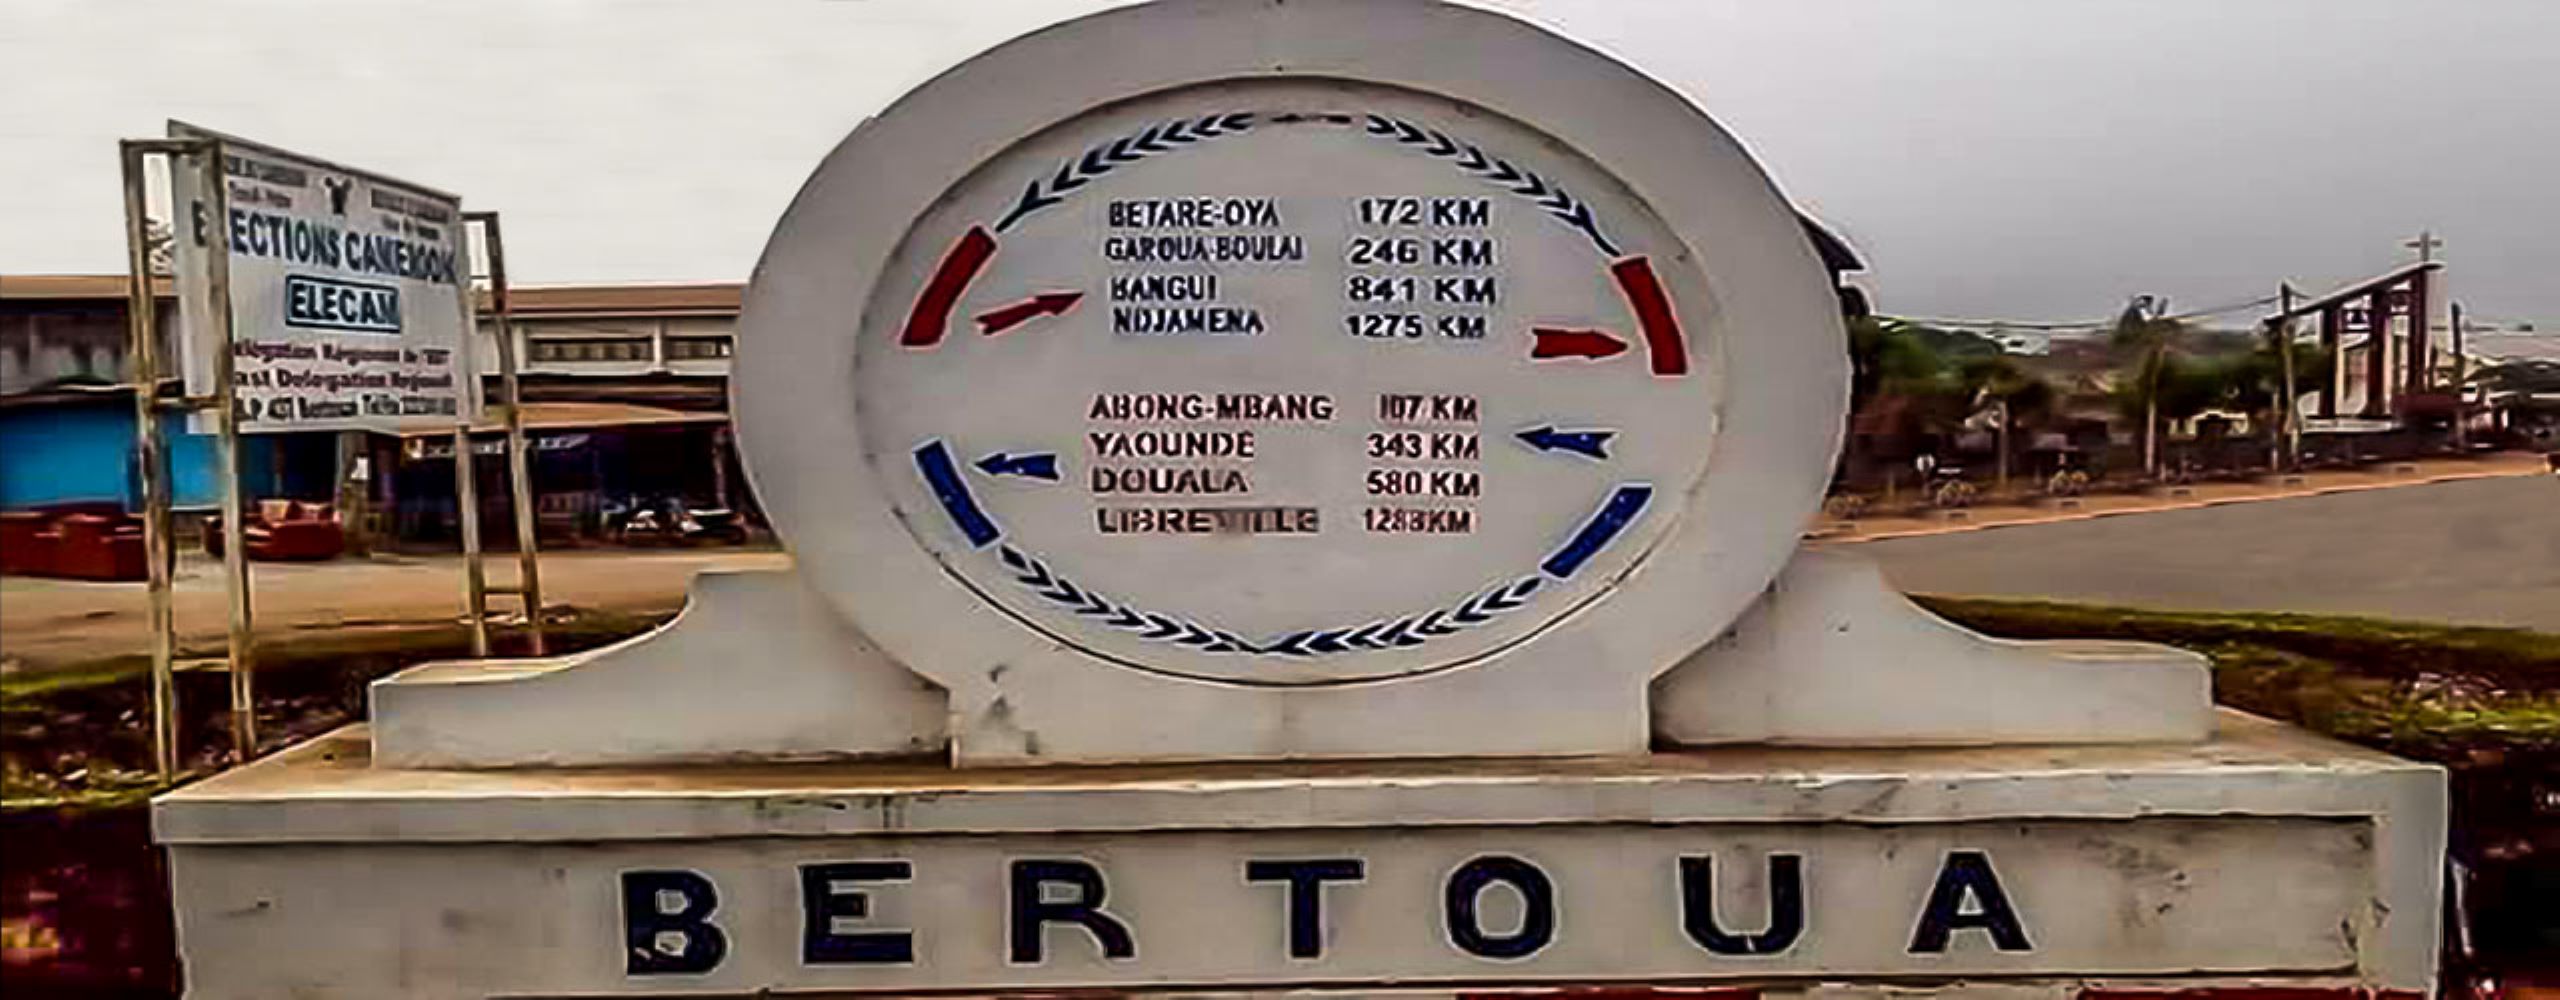 ELECTIONS CAMEROON
ELECAM
BETARE-OYA 172 KM
GAROUA-BOULAI 246 KM
BANGUI 841 KM
NDJAMENA 1275 KM
ABONG-MBANG 107 KM
YAOUNDE 343 KM
DOUALA 580 KM
LIBREVILLE
BERTOUA